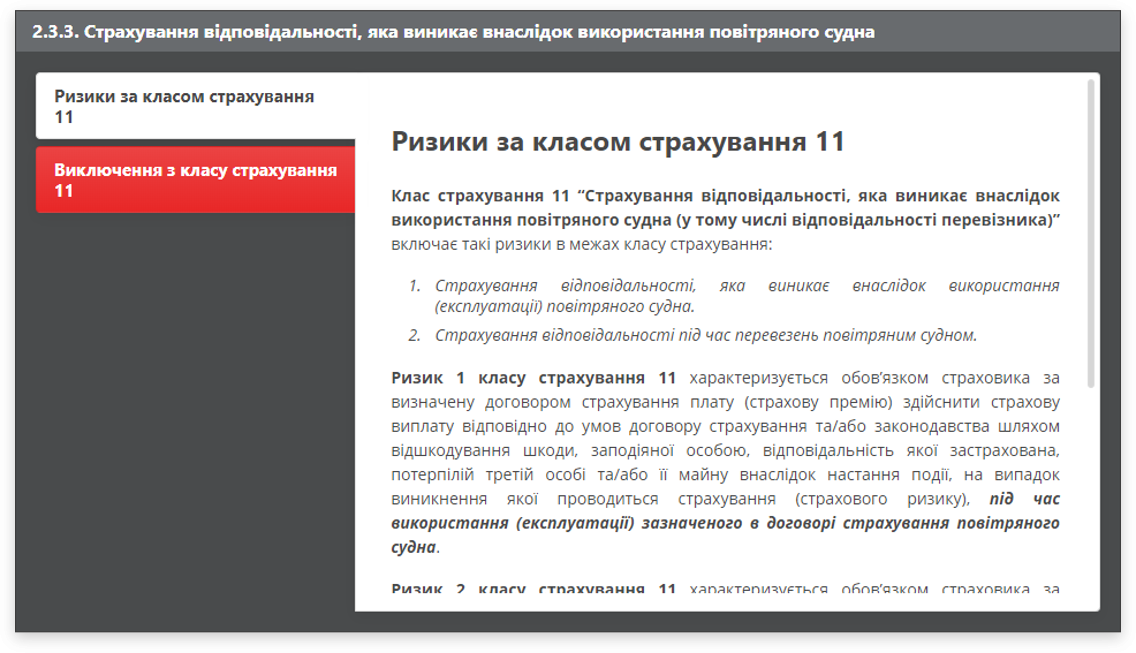 2.3.3. Страхування відповідальності, яка виникає внаслідок використання повітряного судна
Ризики за класом страхування
11
Виключення з класу страхування
11
Ризики за класом страхування 11
Клас страхування 11 “Страхування відповідальності, яка виникає внаслідок
використання повітряного судна (у тому числі відповідальності перевізника)”
включає такі ризики в межах класу страхування:
1. Страхування відповідальності, яка виникає внаслідок використання
(експлуатації) повітряного судна.
2. Страхування відповідальності під час перевезень повітряним судном.
Ризик 1 класу страхування 11 характеризується обов’язком страховика за
визначену договором страхування плату (страхову премію) здійснити страхову
виплату відповідно до умов договору страхування та/або законодавства шляхом
відшкодування шкоди, заподіяної особою, відповідальність якої застрахована,
потерпілій третій особі та/або її майну внаслідок настання події, на випадок
виникнення якої проводиться страхування (страхового ризику), під час
використання (експлуатації) зазначеного в договорі страхування повітряного
судна.
Ризик 2 класу страхування 11 характеризується обов’язком страховика за